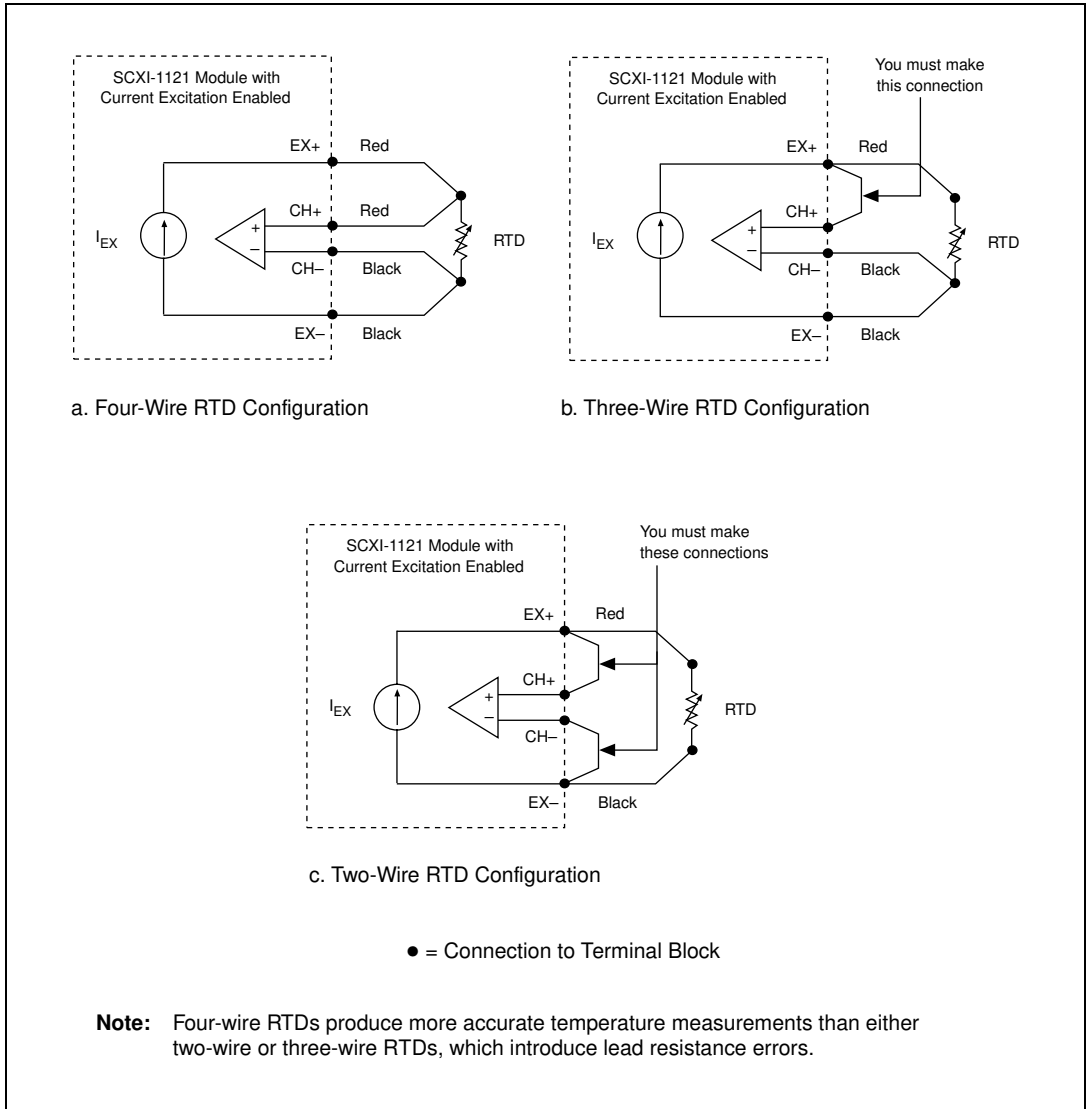 SCXI-1121 Module with
Current Excitation Enabled
EX+ Red
CH+ Red
+
–
IEX
RTD
CH– Black
EX– Black
a. Four-Wire RTD Configuration
You must make
this connection
SCXI-1121 Module with
Current Excitation Enabled
EX+ Red
CH+
+
–
IEX
RTD
CH– Black
EX– Black
b. Three-Wire RTD Configuration
You must make
these connections
SCXI-1121 Module with
Current Excitation Enabled
EX+ Red
CH+
+
–
IEX
RTD
CH–
EX– Black
c. Two-Wire RTD Configuration
● = Connection to Terminal Block
Note: Four-wire RTDs produce more accurate temperature measurements than either
two-wire or three-wire RTDs, which introduce lead resistance errors.